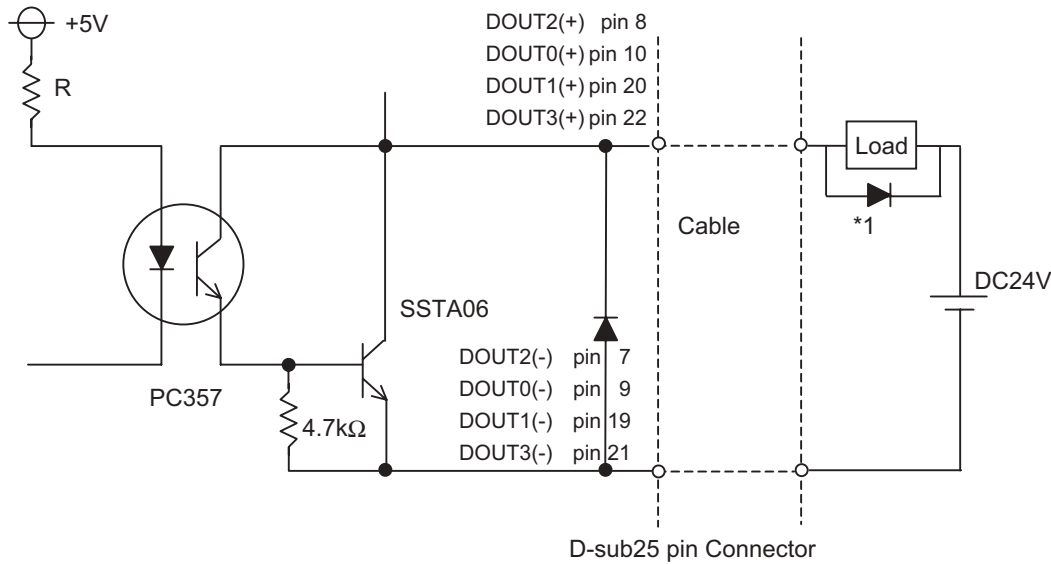 +5V
R
DOUT2(+) pin 8
DOUT0(+) pin 10
DOUT1(+) pin 20
DOUT3(+) pin 22
Load
*1
Cable
DC24V
SSTA06
PC357
4.7kΩ
DOUT2(-) pin 7
DOUT0(-) pin 9
DOUT1(-) pin 19
DOUT3(-) pin 21
D-sub25 pin Connector